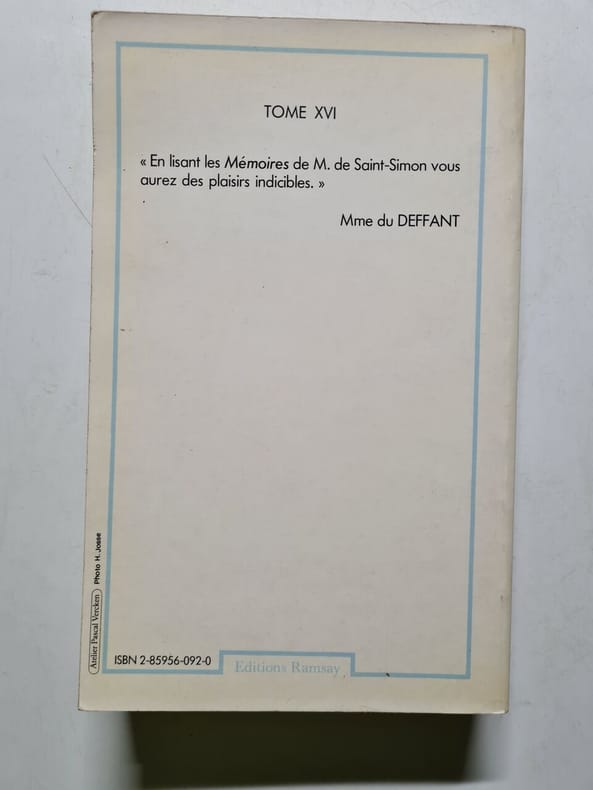 TOME XVI
« En lisant les Mémoires de M. de Saint-Simon vous
aurez des plaisirs indicibles. »
Mme du DEFFANT
Atelier Pascal Vercken Photo H. Josse
ISBN 2-85956-092-0
Editions Ramsay